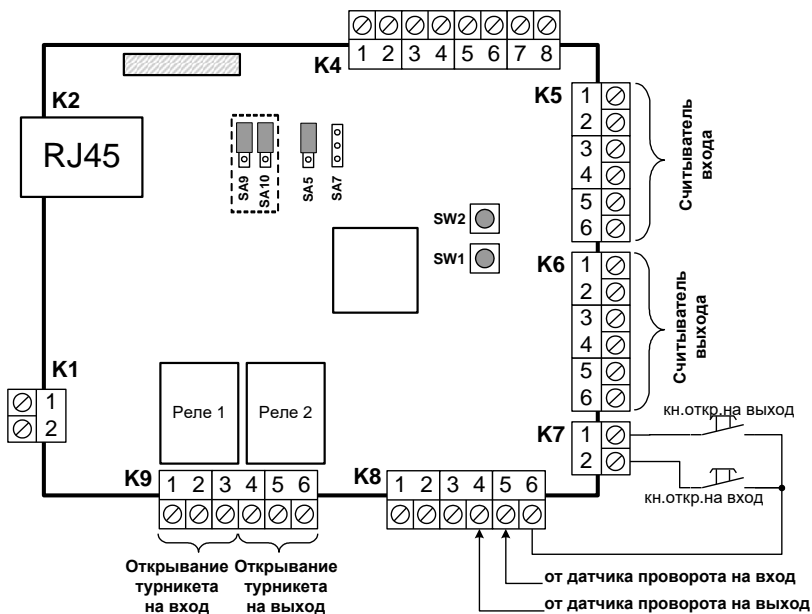 K4
1 2 3 4 5 6 7 8
K2
RJ45
SA9
SA10
SA5
SA7
SW2
SW1
K5
1
2
3
4
5
6
Считыватель
входа
K6
1
2
3
4
5
6
Считыватель
выхода
K1
1
2
Реле 1
Реле 2
K7
1
2
кн.откр.на выход
кн.откр.на вход
K9
1 2 3 4 5 6
K8
1 2 3 4 5 6
Открывание
турникета
на вход
Открывание
турникета
на выход
от датчика проворота на вход
от датчика проворота на выход